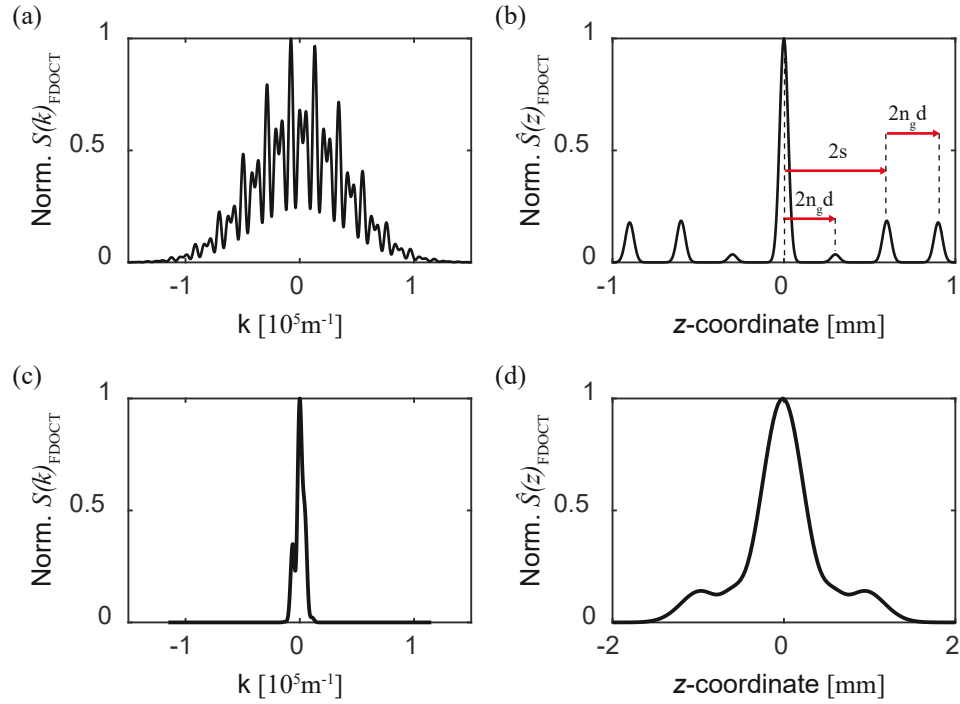 (a)
Norm. S(k)FDOCT
1
0.5
0
-1
0
1
k [10⁵m⁻¹]
(b)
Norm. Ŝ(z)FDOCT
1
0.5
0
2nɡd
2s
2nɡd
-1
0
1
z-coordinate [mm]
(c)
Norm. S(k)FDOCT
1
0.5
0
-1
0
1
k [10⁵m⁻¹]
(d)
Norm. Ŝ(z)FDOCT
1
0.5
0
-2
0
2
z-coordinate [mm]